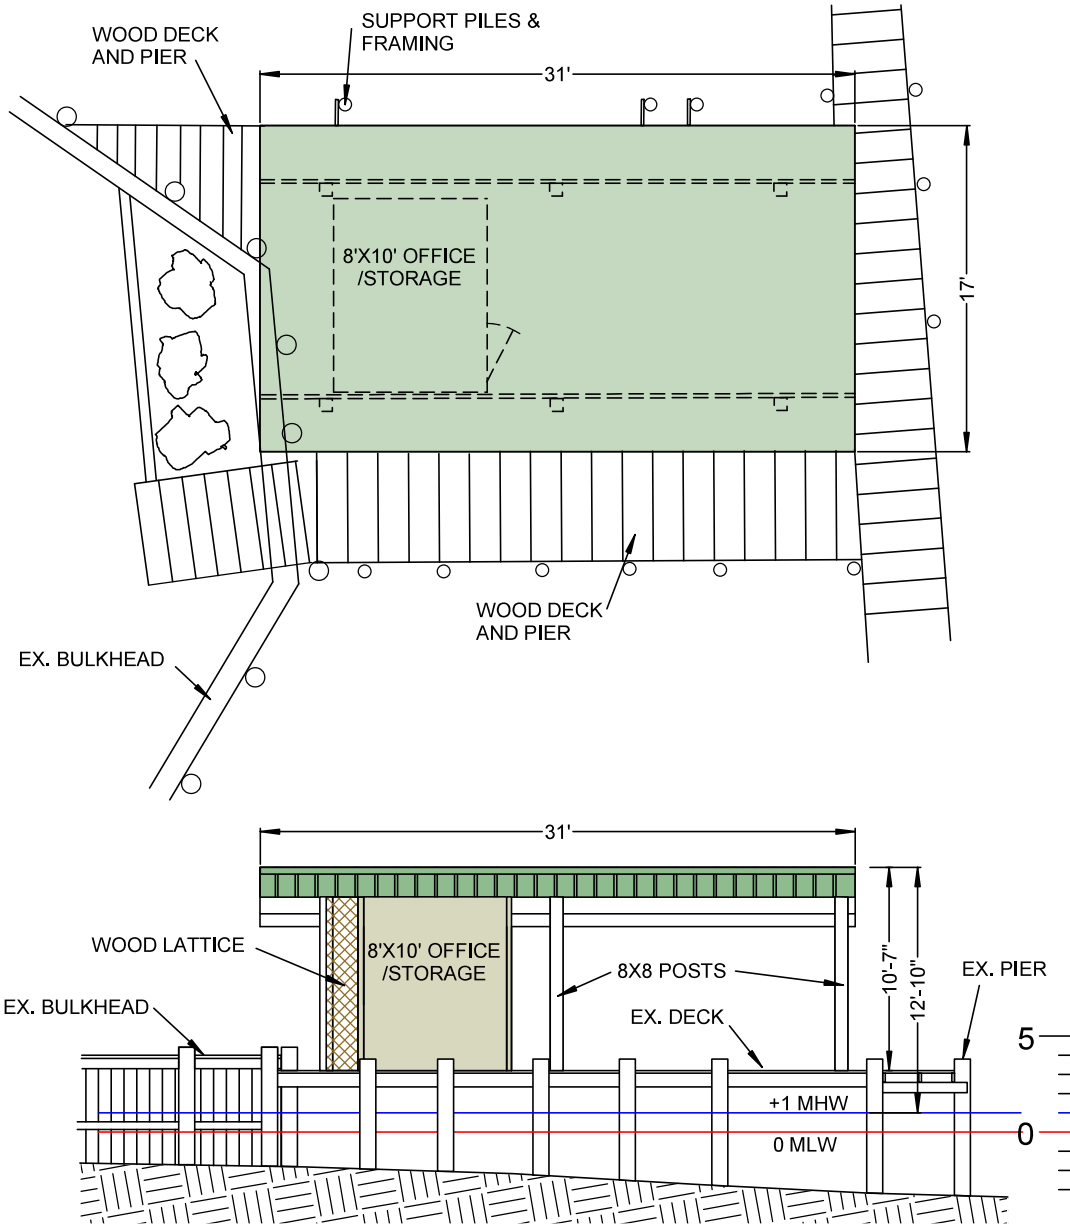 WOOD DECK
AND PIER
SUPPORT PILES &
FRAMING
31'
17'
8'X10' OFFICE
/STORAGE
WOOD DECK
AND PIER
EX. BULKHEAD
31'
WOOD LATTICE
8'X10' OFFICE
/STORAGE
8X8 POSTS
10'-7"
12'-10"
EX. PIER
EX. BULKHEAD
EX. DECK
5
+1 MHW
0
0 MLW